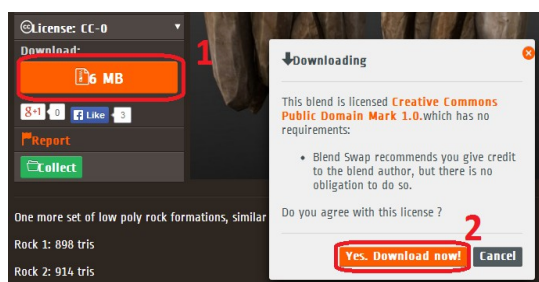 License: CC-0
Download:
6 MB
1
8+1 0 Like 3
Report
Collect
One more set of low poly rock formations, similar
Rock 1: 898 tris
Rock 2: 914 tris
Downloading
This blend is licensed Creative Commons
Public Domain Mark 1.0.which has no
requirements:
• Blend Swap recommends you give credit
to the blend author, but there is no
obligation to do so.
Do you agree with this license ?
2
Yes. Download now! Cancel